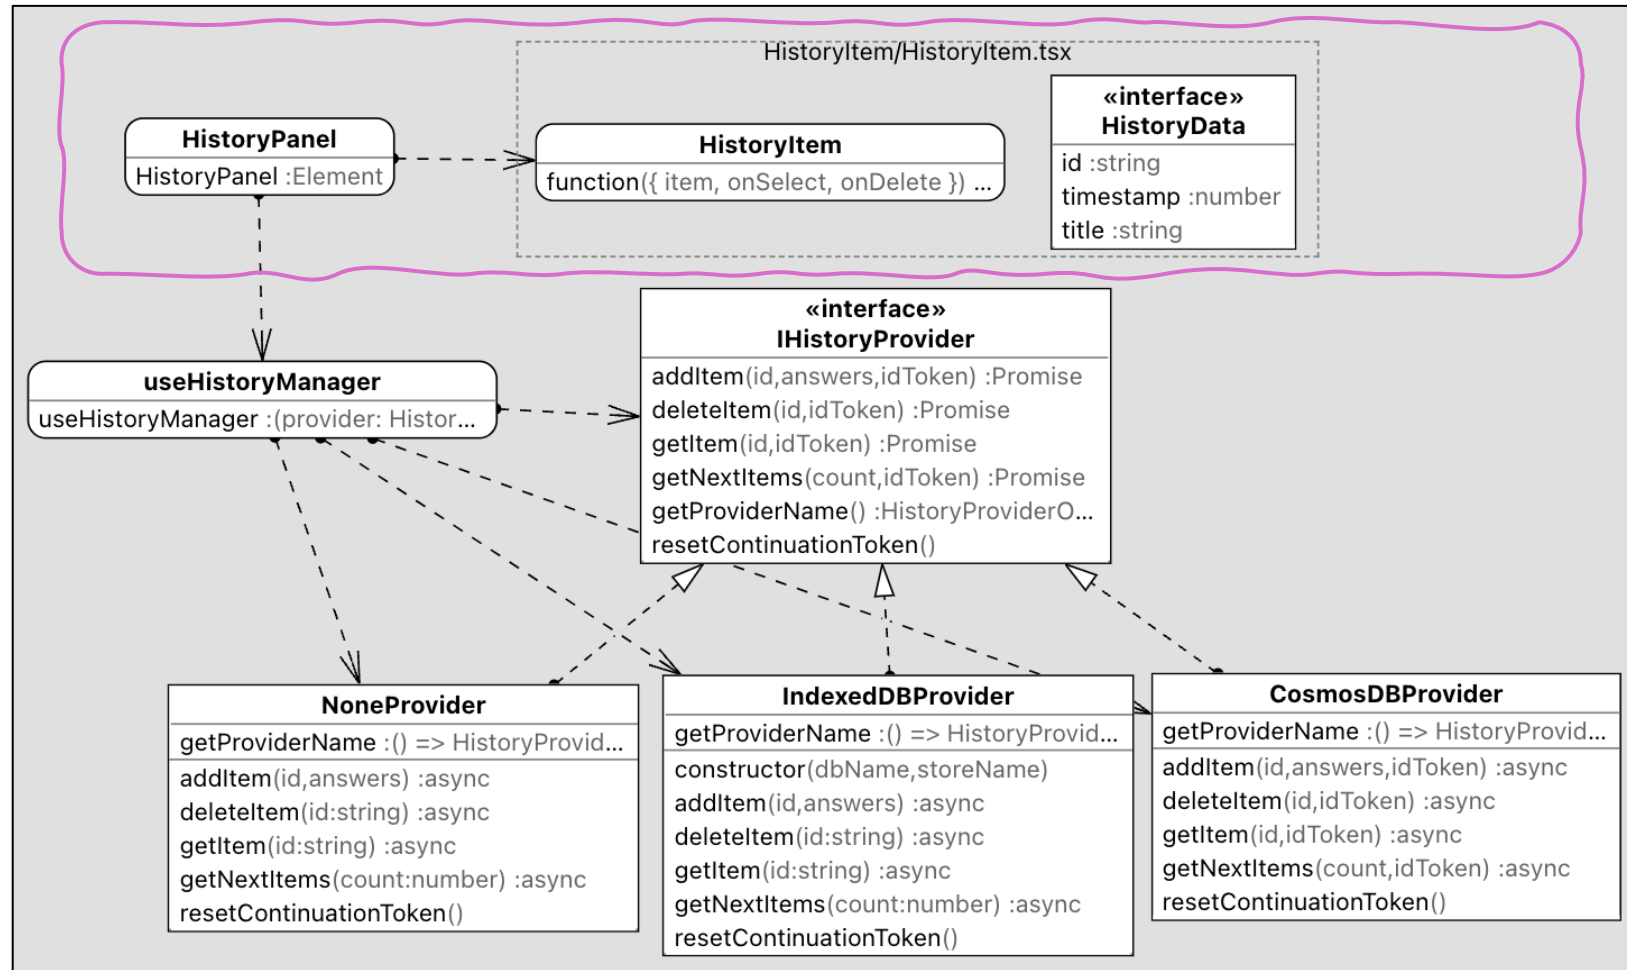 HistoryItem/HistoryItem.tsx
HistoryPanel
HistoryPanel :Element
HistoryItem
function({ item, onSelect, onDelete }) ...
«interface»
HistoryData
id :string
timestamp :number
title :string
useHistoryManager
useHistoryManager :(provider: Histor...
«interface»
IHistoryProvider
addItem(id,answers,idToken) :Promise
deleteItem(id,idToken) :Promise
getItem(id,idToken) :Promise
getNextItems(count,idToken) :Promise
getProviderName() :HistoryProviderO...
resetContinuationToken()
NoneProvider
getProviderName :() => HistoryProvid...
addItem(id,answers) :async
deleteItem(id:string) :async
getItem(id:string) :async
getNextItems(count:number) :async
resetContinuationToken()
IndexedDBProvider
getProviderName :() => HistoryProvid...
constructor(dbName,storeName)
addItem(id,answers) :async
deleteItem(id:string) :async
getItem(id:string) :async
getNextItems(count:number) :async
resetContinuationToken()
CosmosDBProvider
getProviderName :() => HistoryProvid...
addItem(id,answers,idToken) :async
deleteItem(id,idToken) :async
getItem(id,idToken) :async
getNextItems(count,idToken) :async
resetContinuationToken()